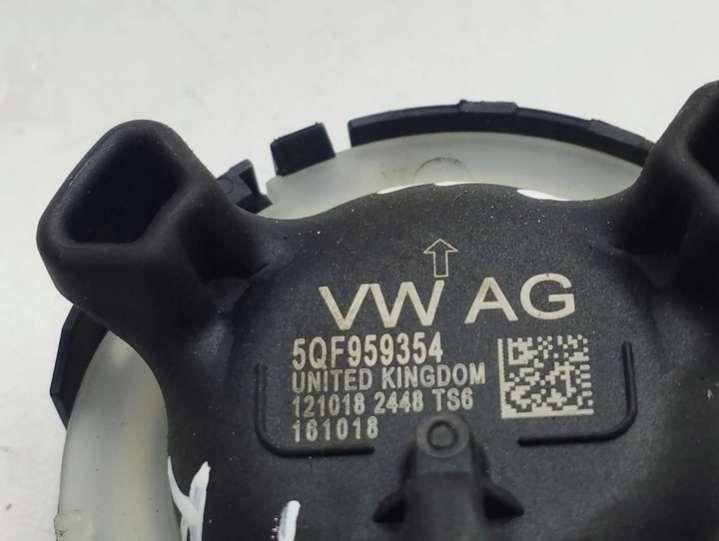 VW AG
5QF959354
UNITED KINGDOM
121018 2448 TS6
161018